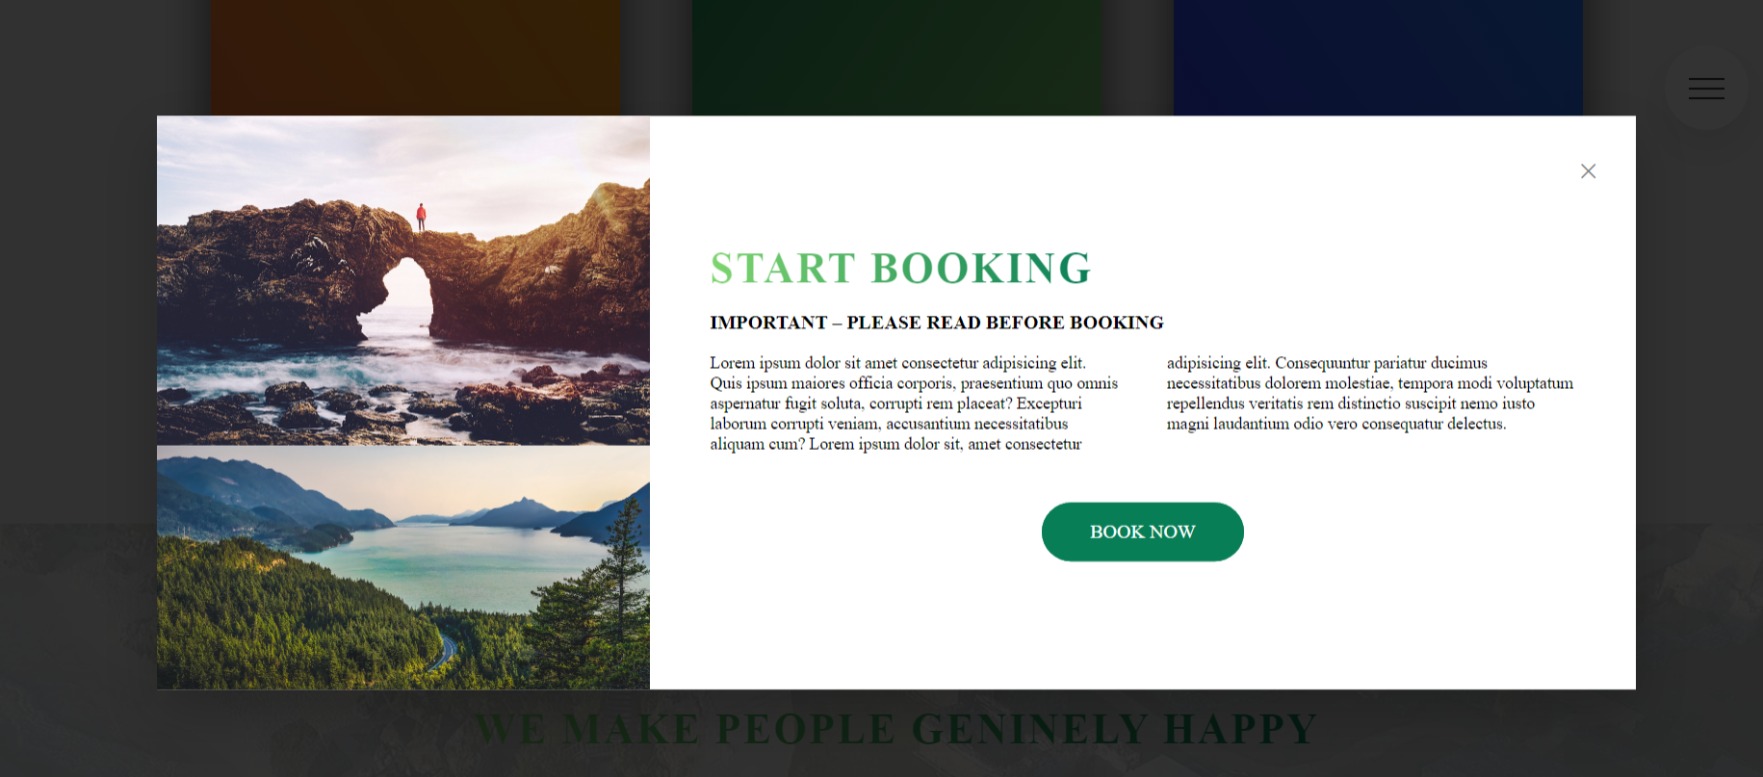 START BOOKING
IMPORTANT – PLEASE READ BEFORE BOOKING
Lorem ipsum dolor sit amet consectetur adipisicing elit.
Quis ipsum maiores officia corporis, praesentium quo omnis
aspernatur fugit soluta, corrupti rem placeat? Excepturi
laborum corrupti veniam, accusantium necessitatibus
aliquam cum? Lorem ipsum dolor sit, amet consectetur
adipisicing elit. Consequuntur pariatur ducimus
necessitatibus dolorem molestiae, tempora modi voluptatum
repellendus veritatis rem distinctio suscipit nemo iusto
magni laudantium odio vero consequatur delectus.
BOOK NOW
WE MAKE PEOPLE GENINELY HAPPY